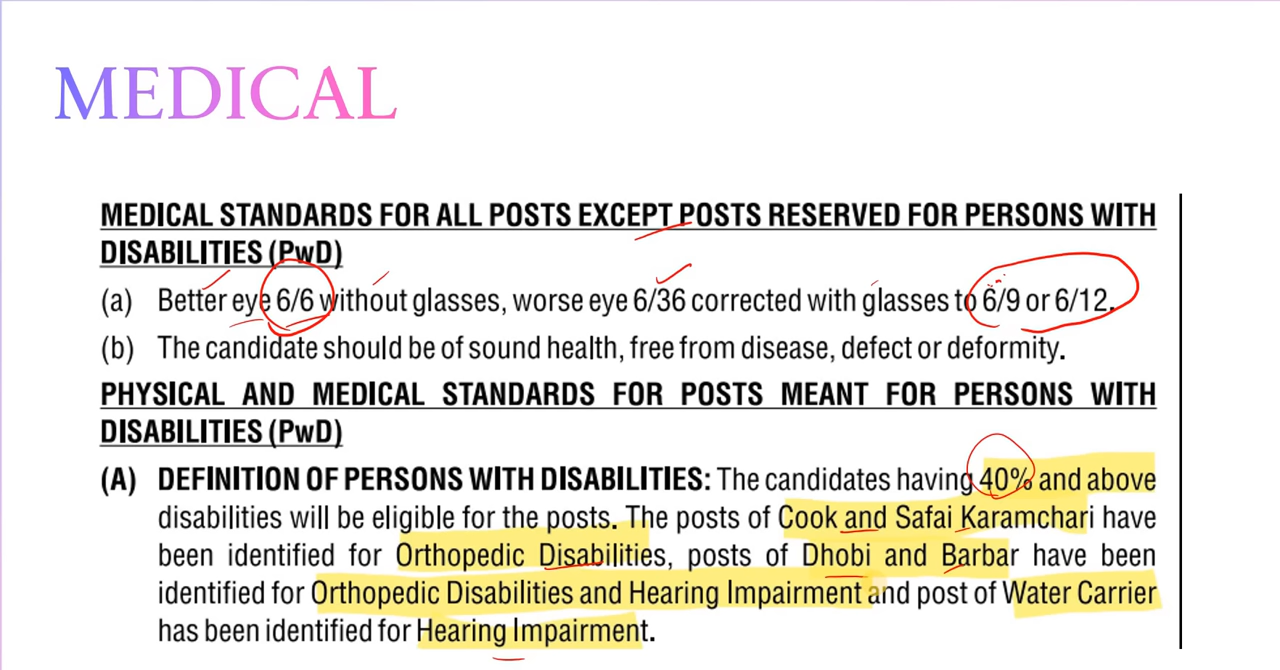 MEDICAL
MEDICAL STANDARDS FOR ALL POSTS EXCEPT POSTS RESERVED FOR PERSONS WITH
DISABILITIES (PwD)
(a) Better eye 6/6 without glasses, worse eye 6/36 corrected with glasses to 6/9 or 6/12.
(b) The candidate should be of sound health, free from disease, defect or deformity.
PHYSICAL AND MEDICAL STANDARDS FOR POSTS MEANT FOR PERSONS WITH
DISABILITIES (PwD)
(A) DEFINITION OF PERSONS WITH DISABILITIES: The candidates having 40% and above
disabilities will be eligible for the posts. The posts of Cook and Safai Karamchari have
been identified for Orthopedic Disabilities, posts of Dhobi and Barbar have been
identified for Orthopedic Disabilities and Hearing Impairment and post of Water Carrier
has been identified for Hearing Impairment.